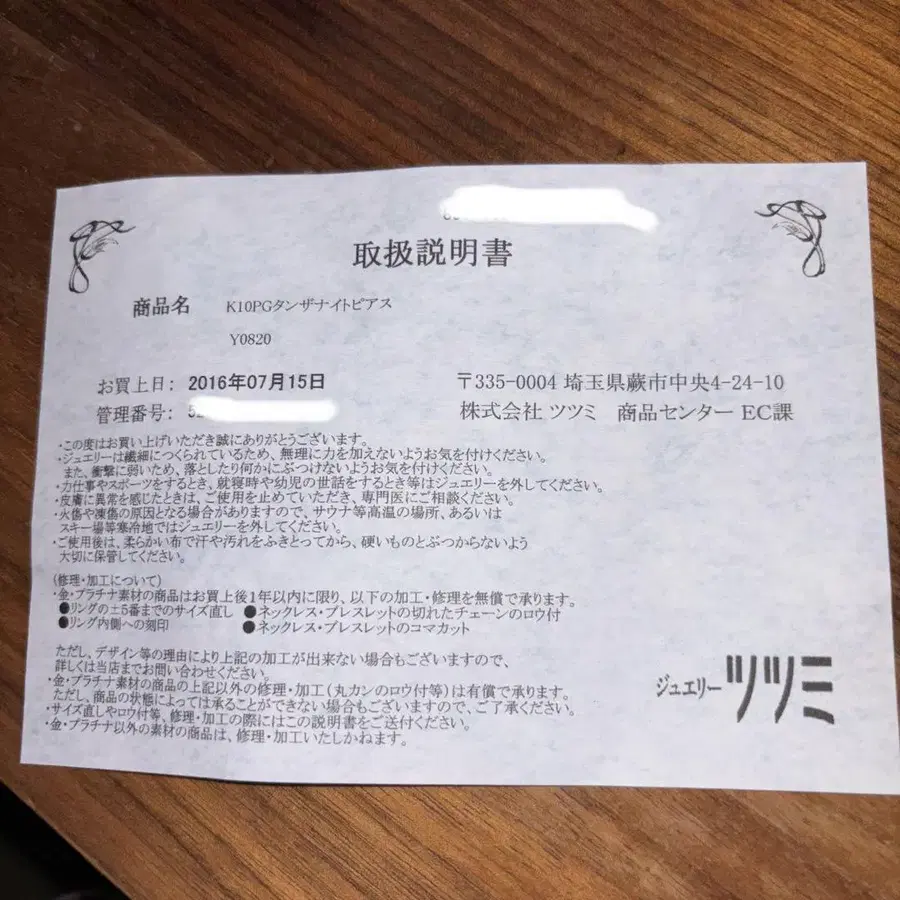 取扱説明書
商品名 K10PGタンザナイトピアス
Y0820
お買上日: 2016年07月15日
〒335-0004 埼玉県蕨市中央4-24-10
管理番号:
株式会社 ツツミ 商品センター EC課
・この度はお買い上げいただき誠にありがとうございます。
・ジュエリーは繊細につくられているため、無理に力を加えないようお気を付けください。
また、衝撃に弱いため、落としたり何かにぶつけないようお気を付けください。
・力仕事やスポーツをするとき、就寝時や幼児の世話をするとき等はジュエリーを外してください。
・皮膚に異常を感じたときは、ご使用を止めていただき、専門医にご相談ください。
・火傷や凍傷の原因となる場合がありますので、サウナ等高温の場所、あるいは
スキー場等寒冷地ではジュエリーを外してください。
・ご使用後は、柔らかい布で汗や汚れをふきとってから、硬いものとぶつからないよう
大切に保管してください。
(修理・加工について)
・金・プラチナ素材の商品はお買上後1年以内に限り、以下の加工・修理を無償で承ります。
●リングの±5番までのサイズ直し ●ネックレス・ブレスレットの切れたチェーンのロウ付
●リング内側への刻印 ●ネックレス・ブレスレットのコマカット
ただし、デザイン等の理由により上記の加工が出来ない場合もございますので、
詳しくは当店までお問い合わせください。
・金・プラチナ素材の商品の上記以外の修理・加工(丸カンのロウ付等)は有償で承ります。
ただし、商品の状態によっては承ることができない場合もございますので、ご了承ください。
・サイズ直しやロウ付等、修理・加工の際にはこの説明書をご送付ください。
・金・プラチナ以外の素材の商品は、修理・加工いたしかねます。
ジュエリー ツツミ